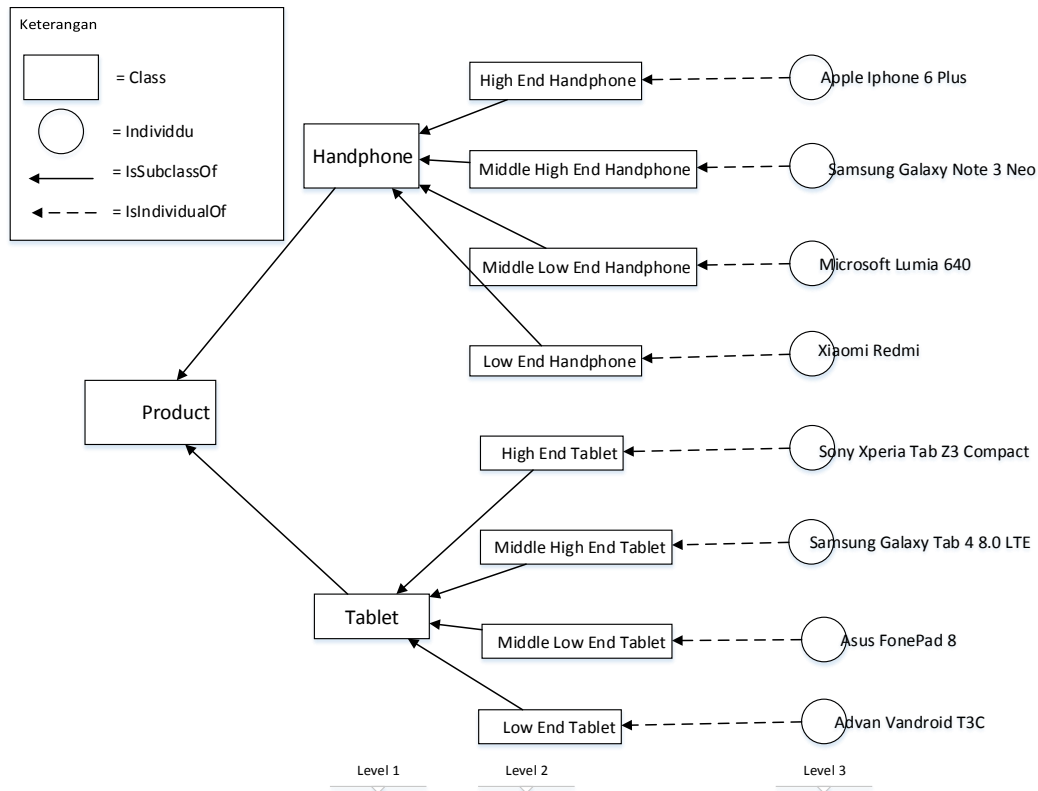 Keterangan
= Class
= Individdu
= IsSubclassOf
= IsIndividualOf
High End Handphone
Apple Iphone 6 Plus
Handphone
Middle High End Handphone
Samsung Galaxy Note 3 Neo
Middle Low End Handphone
Microsoft Lumia 640
Low End Handphone
Xiaomi Redmi
Product
High End Tablet
Sony Xperia Tab Z3 Compact
Middle High End Tablet
Samsung Galaxy Tab 4 8.0 LTE
Tablet
Middle Low End Tablet
Asus FonePad 8
Low End Tablet
Advan Vandroid T3C
Level 1
Level 2
Level 3